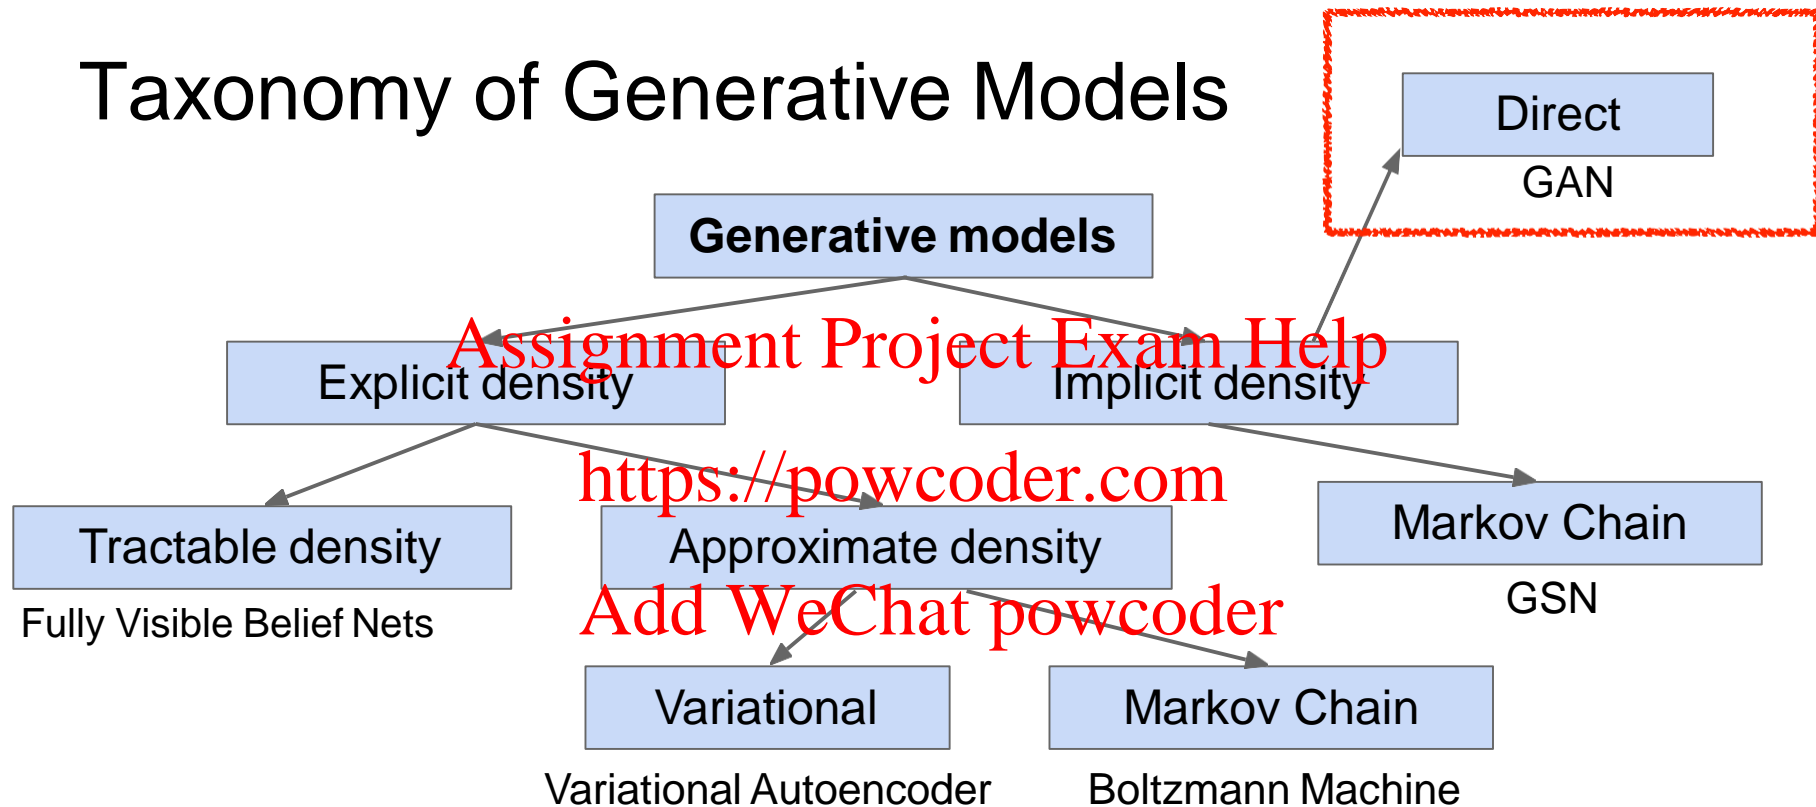 Taxonomy of Generative Models
Direct
GAN
Generative models
Assignment Project Exam Help
Explicit density
Implicit density
https://powcoder.com
Markov Chain
Tractable density
Approximate density
GSN
Add WeChat powcoder
Fully Visible Belief Nets
Variational
Markov Chain
Variational Autoencoder
Boltzmann Machine